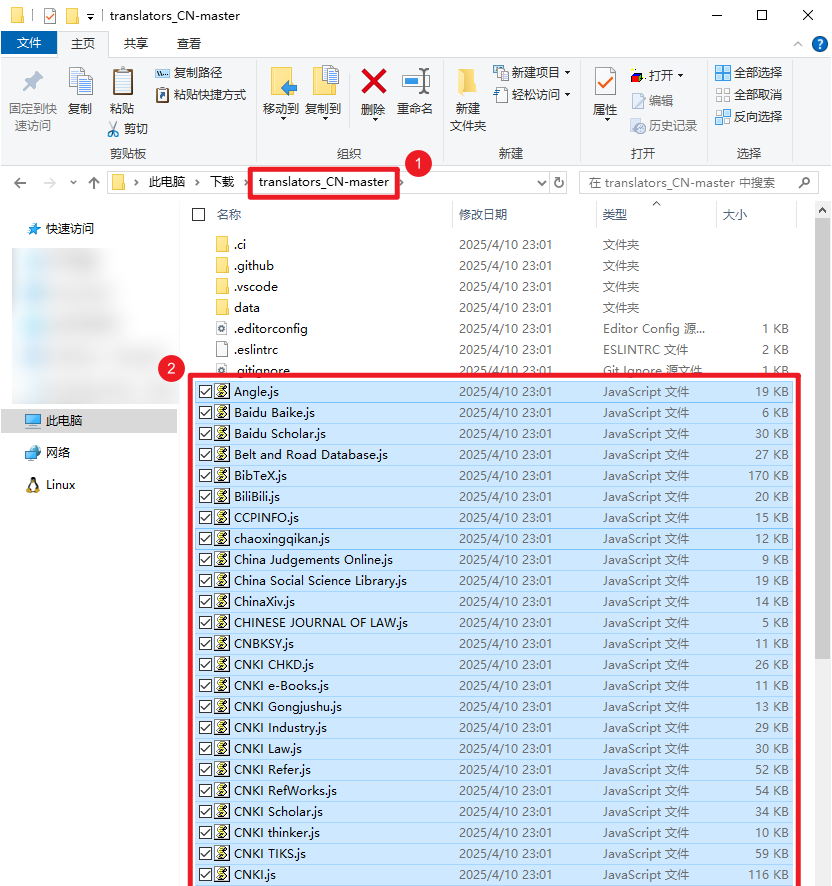 translators_CN-master
文件 主页 共享 查看
固定到快速访问
复制
粘贴
复制路径
粘贴快捷方式
剪切
剪贴板
移动到
复制到
删除
重命名
组织
新建文件夹
新建项目
轻松访问
新建
属性
打开
编辑
历史记录
打开
全部选择
全部取消
反向选择
选择
1
此电脑 下载 translators_CN-master
在 translators_CN-master 中搜索
快速访问
此电脑
网络
Linux
名称 修改日期 类型 大小
.ci 2025/4/10 23:01 文件夹
.github 2025/4/10 23:01 文件夹
.vscode 2025/4/10 23:01 文件夹
data 2025/4/10 23:01 文件夹
.editorconfig 2025/4/10 23:01 Editor Config 源... 1 KB
.eslintrc 2025/4/10 23:01 ESLINTRC 文件 2 KB
.gitignore 2025/4/10 23:01 Git Ignore 源文件 1 KB
2
Angle.js 2025/4/10 23:01 JavaScript 文件 19 KB
Baidu Baike.js 2025/4/10 23:01 JavaScript 文件 6 KB
Baidu Scholar.js 2025/4/10 23:01 JavaScript 文件 30 KB
Belt and Road Database.js 2025/4/10 23:01 JavaScript 文件 27 KB
BibTeX.js 2025/4/10 23:01 JavaScript 文件 170 KB
BiliBili.js 2025/4/10 23:01 JavaScript 文件 20 KB
CCPINFO.js 2025/4/10 23:01 JavaScript 文件 15 KB
chaoxingqikan.js 2025/4/10 23:01 JavaScript 文件 12 KB
China Judgements Online.js 2025/4/10 23:01 JavaScript 文件 9 KB
China Social Science Library.js 2025/4/10 23:01 JavaScript 文件 19 KB
ChinaXiv.js 2025/4/10 23:01 JavaScript 文件 14 KB
CHINESE JOURNAL OF LAW.js 2025/4/10 23:01 JavaScript 文件 5 KB
CNBKSY.js 2025/4/10 23:01 JavaScript 文件 11 KB
CNKI CHKD.js 2025/4/10 23:01 JavaScript 文件 26 KB
CNKI e-Books.js 2025/4/10 23:01 JavaScript 文件 11 KB
CNKI Gongjushu.js 2025/4/10 23:01 JavaScript 文件 13 KB
CNKI Industry.js 2025/4/10 23:01 JavaScript 文件 29 KB
CNKI Law.js 2025/4/10 23:01 JavaScript 文件 30 KB
CNKI Refer.js 2025/4/10 23:01 JavaScript 文件 52 KB
CNKI RefWorks.js 2025/4/10 23:01 JavaScript 文件 54 KB
CNKI Scholar.js 2025/4/10 23:01 JavaScript 文件 34 KB
CNKI thinker.js 2025/4/10 23:01 JavaScript 文件 10 KB
CNKI TIKS.js 2025/4/10 23:01 JavaScript 文件 59 KB
CNKI.js 2025/4/10 23:01 JavaScript 文件 116 KB